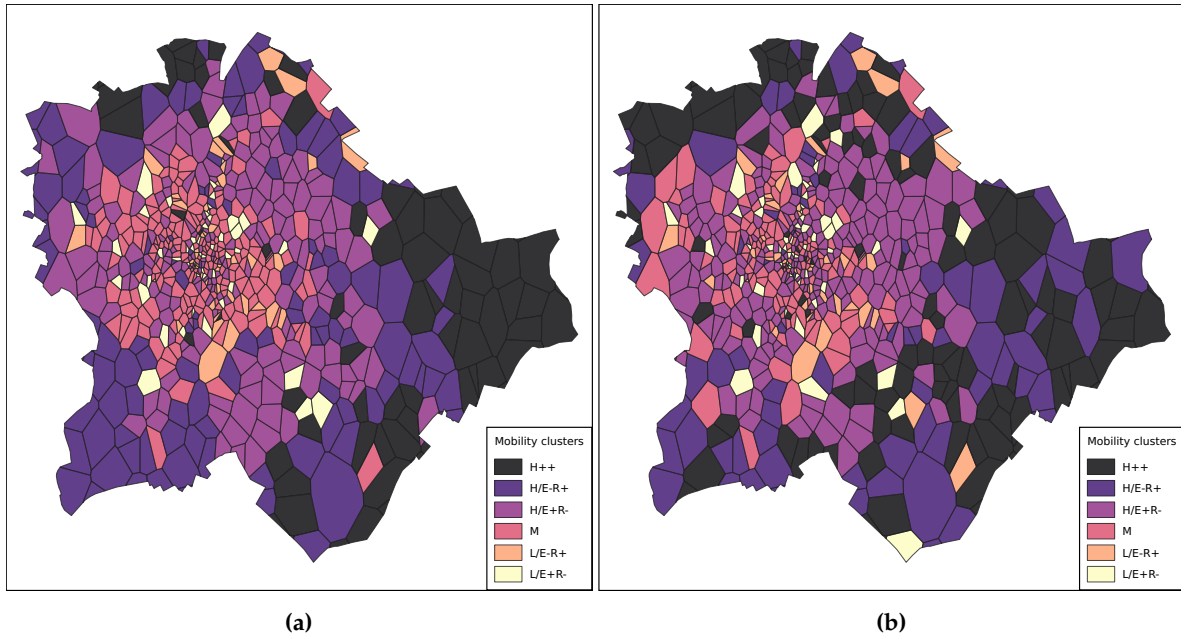 Mobility clusters
H++
H/E-R+
H/E+R-
M
L/E-R+
L/E+R-
Mobility clusters
H++
H/E-R+
H/E+R-
M
L/E-R+
L/E+R-
(a)
(b)